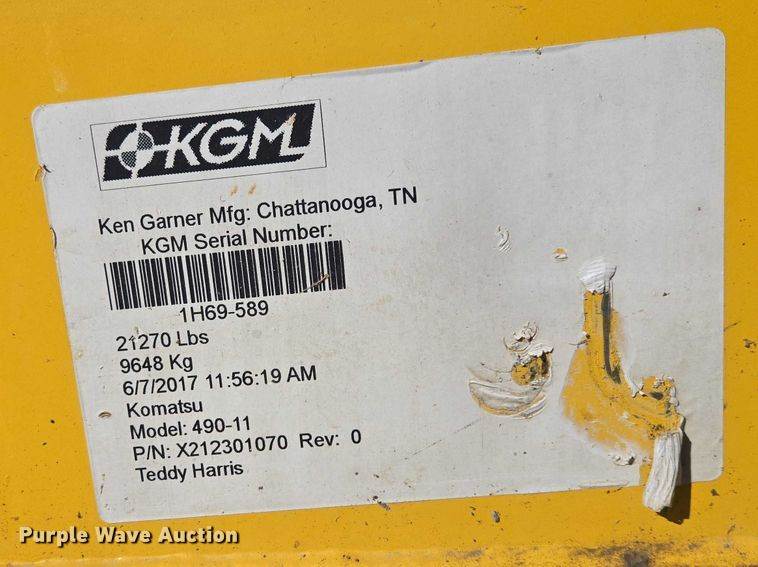 KGM
Ken Garner Mfg: Chattanooga, TN
KGM Serial Number:
1H69-589
21270 Lbs
9648 Kg
6/7/2017 11:56:19 AM
Komatsu
Model: 490-11
P/N: X212301070 Rev: 0
Teddy Harris
Purple Wave Auction